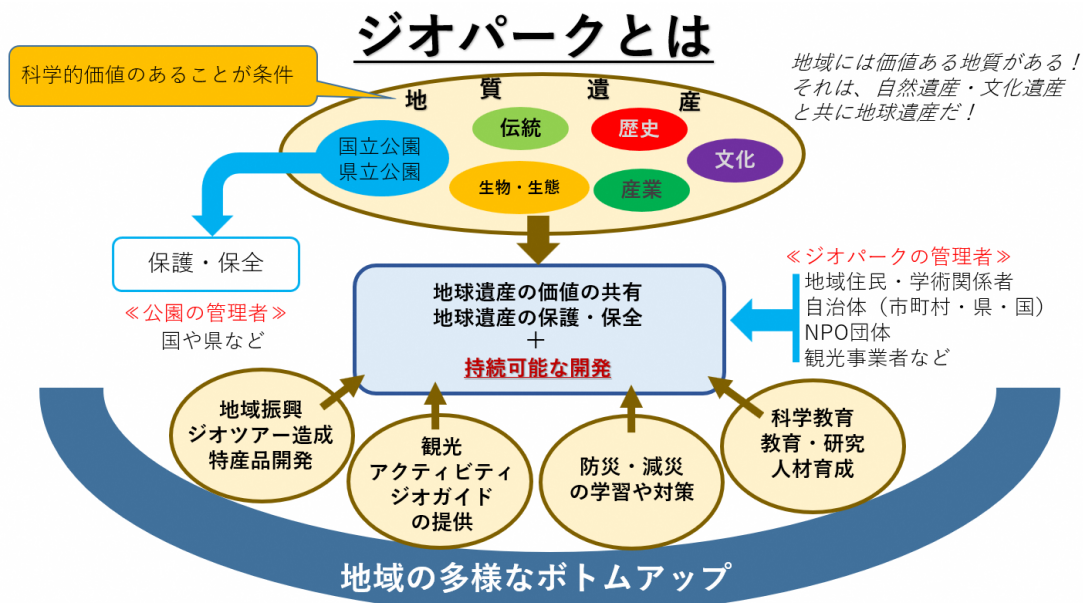 ジオパークとは
科学的価値のあることが条件
地域には価値ある地質がある！
それは、自然遺産・文化遺産
と共に地球遺産だ！
地質遺産
国立公園
県立公園
伝統
歴史
文化
生物・生態
産業
保護・保全
≪公園の管理者≫
国や県など
地球遺産の価値の共有
地球遺産の保護・保全
＋
持続可能な開発
≪ジオパークの管理者≫
地域住民・学術関係者
自治体（市町村・県・国）
NPO団体
観光事業者など
地域振興
ジオツアー造成
特産品開発
観光
アクティビティ
ジオガイド
の提供
防災・減災
の学習や対策
科学教育
教育・研究
人材育成
地域の多様なボトムアップ